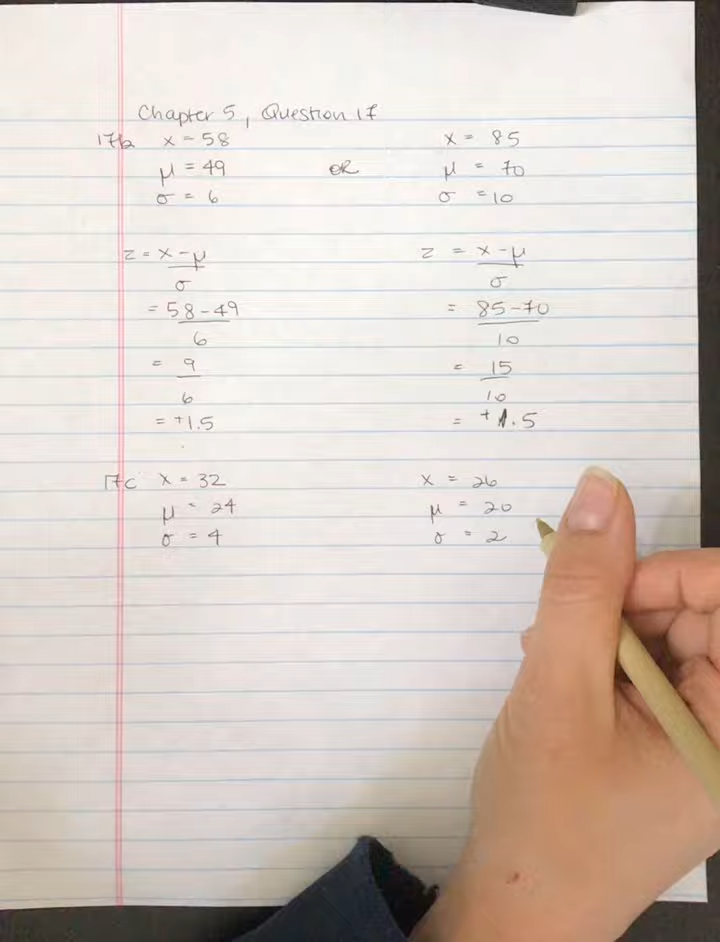 Chapter 5, Question 17
17b x = 58
μ = 49
σ = 6
OR
x = 85
μ = 70
σ = 10
z = x - μ
σ
= 58 - 49
6
= 9
6
= +1.5
z = x - μ
σ
= 85 - 70
10
= 15
10
= +1.5
17c x = 32
μ = 24
σ = 4
x = 26
μ = 20
σ = 2